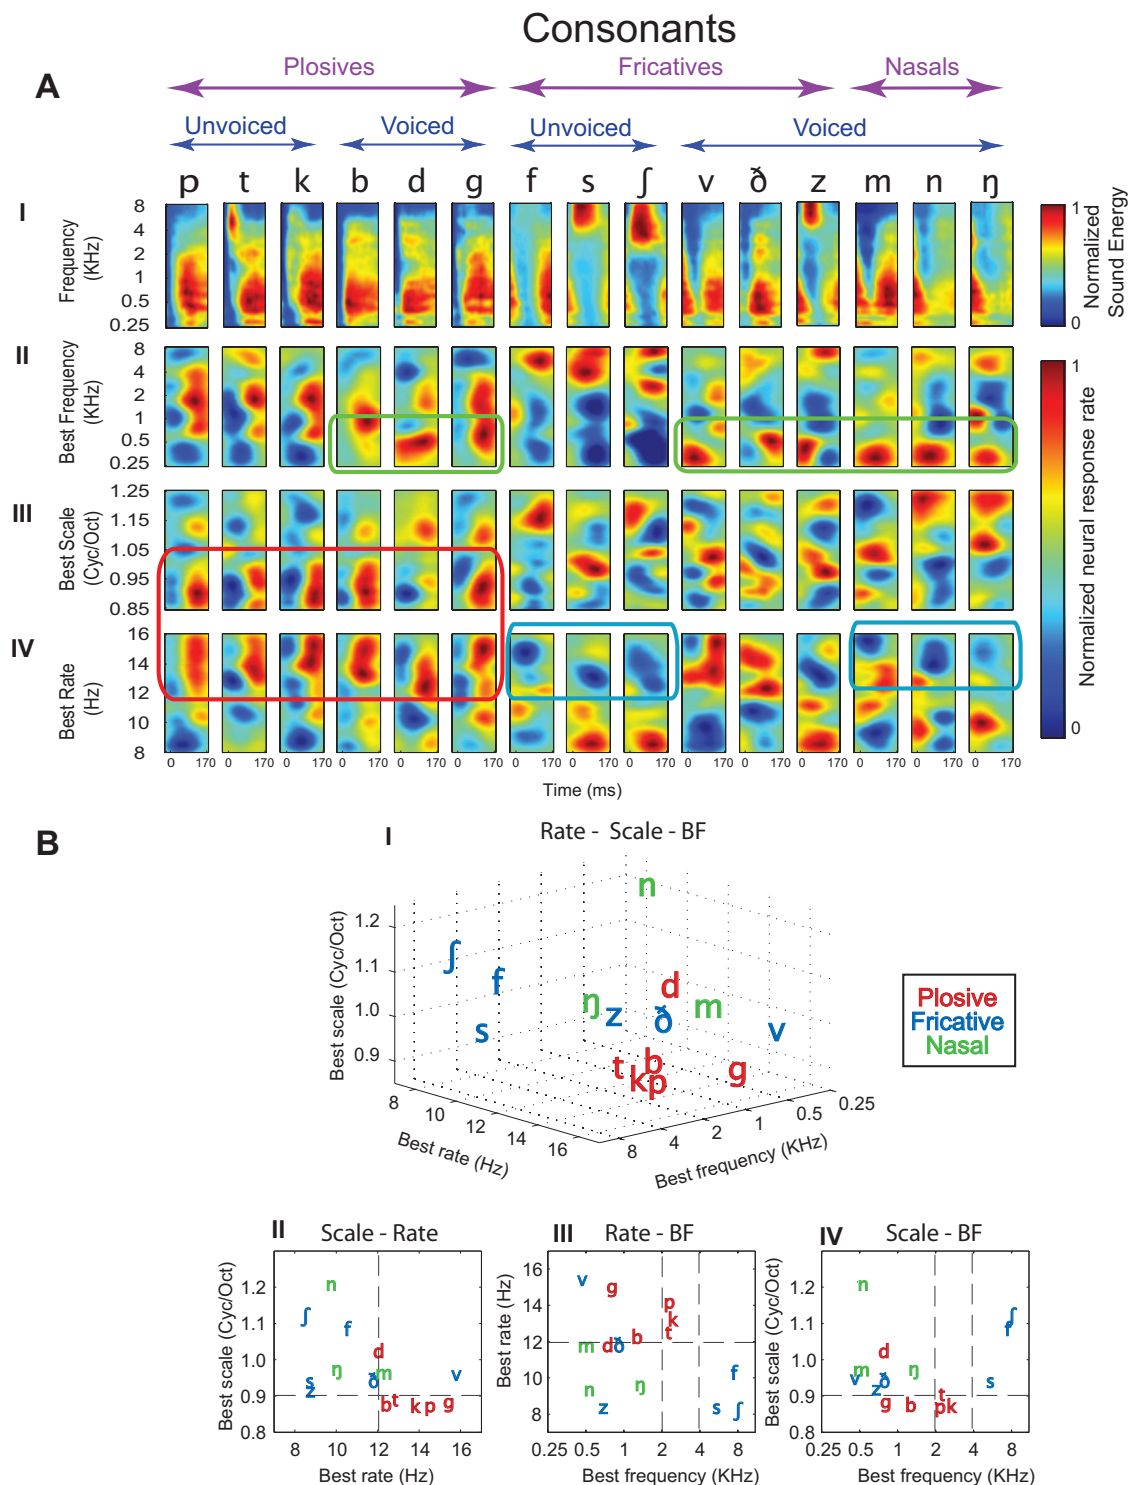 Consonants
Plosives Fricatives Nasals
A
Unvoiced Voiced Unvoiced Voiced
p t k b d g f s ʃ v ð z m n ŋ
I
Frequency (KHz)
8
4
2
1
0.5
0.25
1
0
Normalized Sound Energy
II
Best Frequency (KHz)
8
4
2
1
0.5
0.25
III
Best Scale (Cyc/Oct)
1.25
1.15
1.05
0.95
0.85
IV
Best Rate (Hz)
16
14
12
10
8
1
0
Normalized neural response rate
0 170 0 170 0 170 0 170 0 170 0 170 0 170 0 170 0 170 0 170 0 170 0 170 0 170 0 170 0 170
Time (ms)
B
I
Rate - Scale - BF
Best scale (Cyc/Oct)
1.2
1.1
1.0
0.9
n
ʃ
f
d
ŋ z ð m
s v
t b
k p g
8 10 12 14 16
Best rate (Hz)
8 4 2 1 0.5 0.25
Best frequency (KHz)
Plosive
Fricative
Nasal
II Scale - Rate
Best scale (Cyc/Oct)
1.2
1.1
1.0
0.9
0.8
n
ʃ f
d
ŋ m v
s ð
z
b t k p g
8 10 12 14 16
Best rate (Hz)
III Rate - BF
Best rate (Hz)
16
14
12
10
8
v g
p
k
b t
m d ð
f
n ŋ
z s ʃ
0.25 0.5 1 2 4 8
Best frequency (KHz)
IV Scale - BF
Best scale (Cyc/Oct)
1.2
1.1
1.0
0.9
0.8
n
ʃ
f
d
m ŋ
v ð s
z
t
g b p k
0.25 0.5 1 2 4 8
Best frequency (KHz)